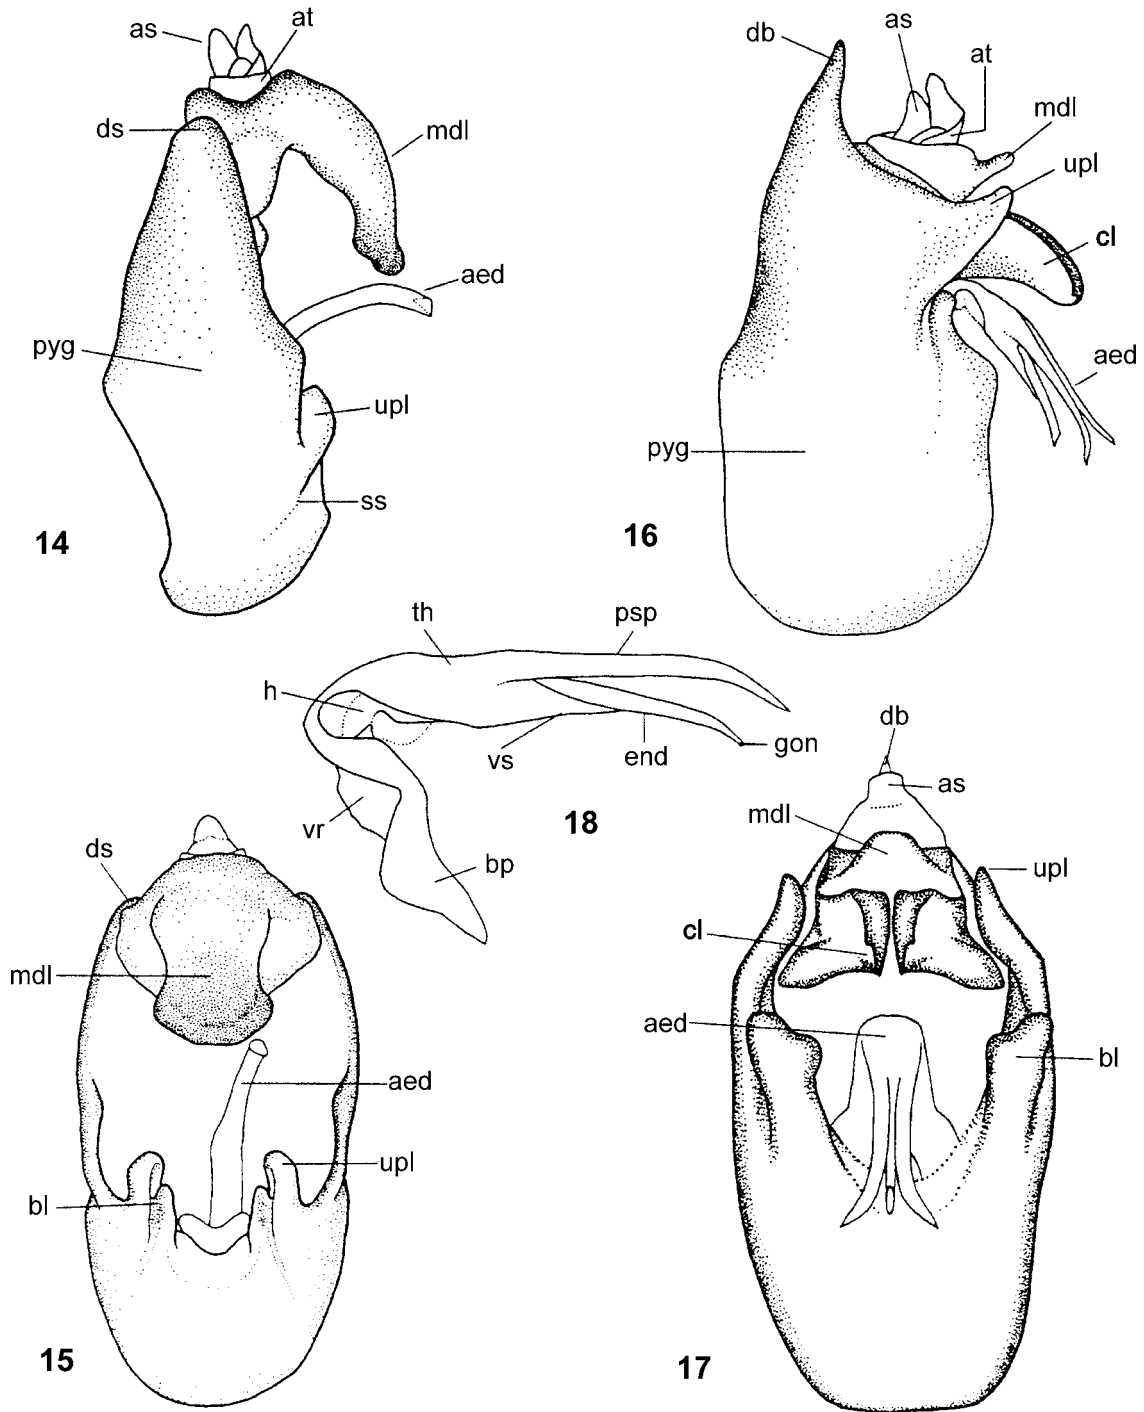 as
at
ds
mdl
aed
pyg
upl
ss
14
db
as
at
mdl
upl
cl
aed
pyg
16
th
psp
h
vs
end
gon
vr
bp
18
ds
mdl
aed
upl
bl
15
db
as
mdl
upl
cl
aed
bl
17